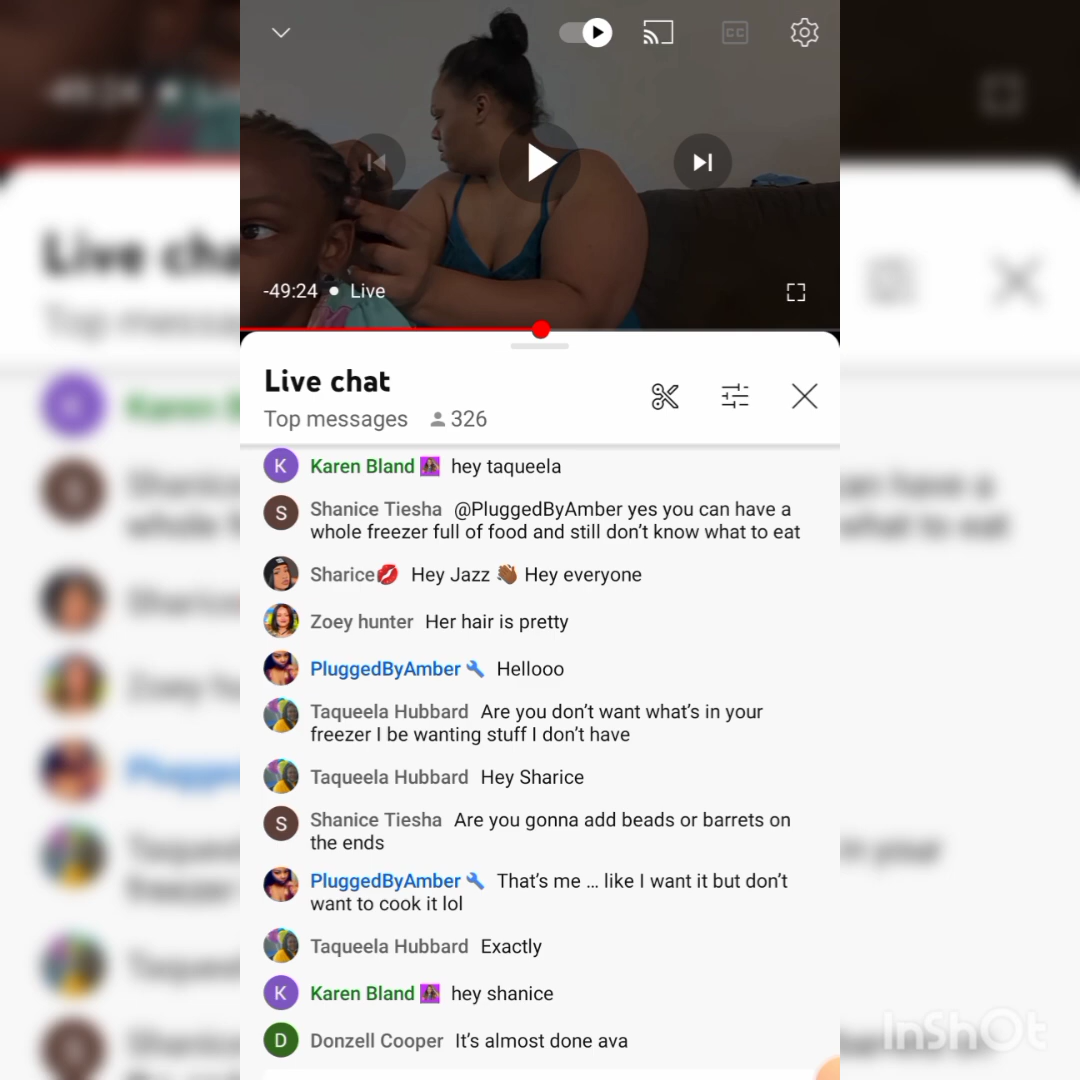 CC
-49:24 • Live
Live chat
Top messages 326
K Karen Bland hey taqueela
S Shanice Tiesha @PluggedByAmber yes you can have a
whole freezer full of food and still don't know what to eat
Sharice💋 Hey Jazz 👋🏾 Hey everyone
Zoey hunter Her hair is pretty
PluggedByAmber 🔧 Hellooo
Taqueela Hubbard Are you don't want what's in your
freezer I be wanting stuff I don't have
Taqueela Hubbard Hey Sharice
S Shanice Tiesha Are you gonna add beads or barrets on
the ends
PluggedByAmber 🔧 That's me ... like I want it but don't
want to cook it lol
Taqueela Hubbard Exactly
K Karen Bland hey shanice
D Donzell Cooper It's almost done ava
InShOt